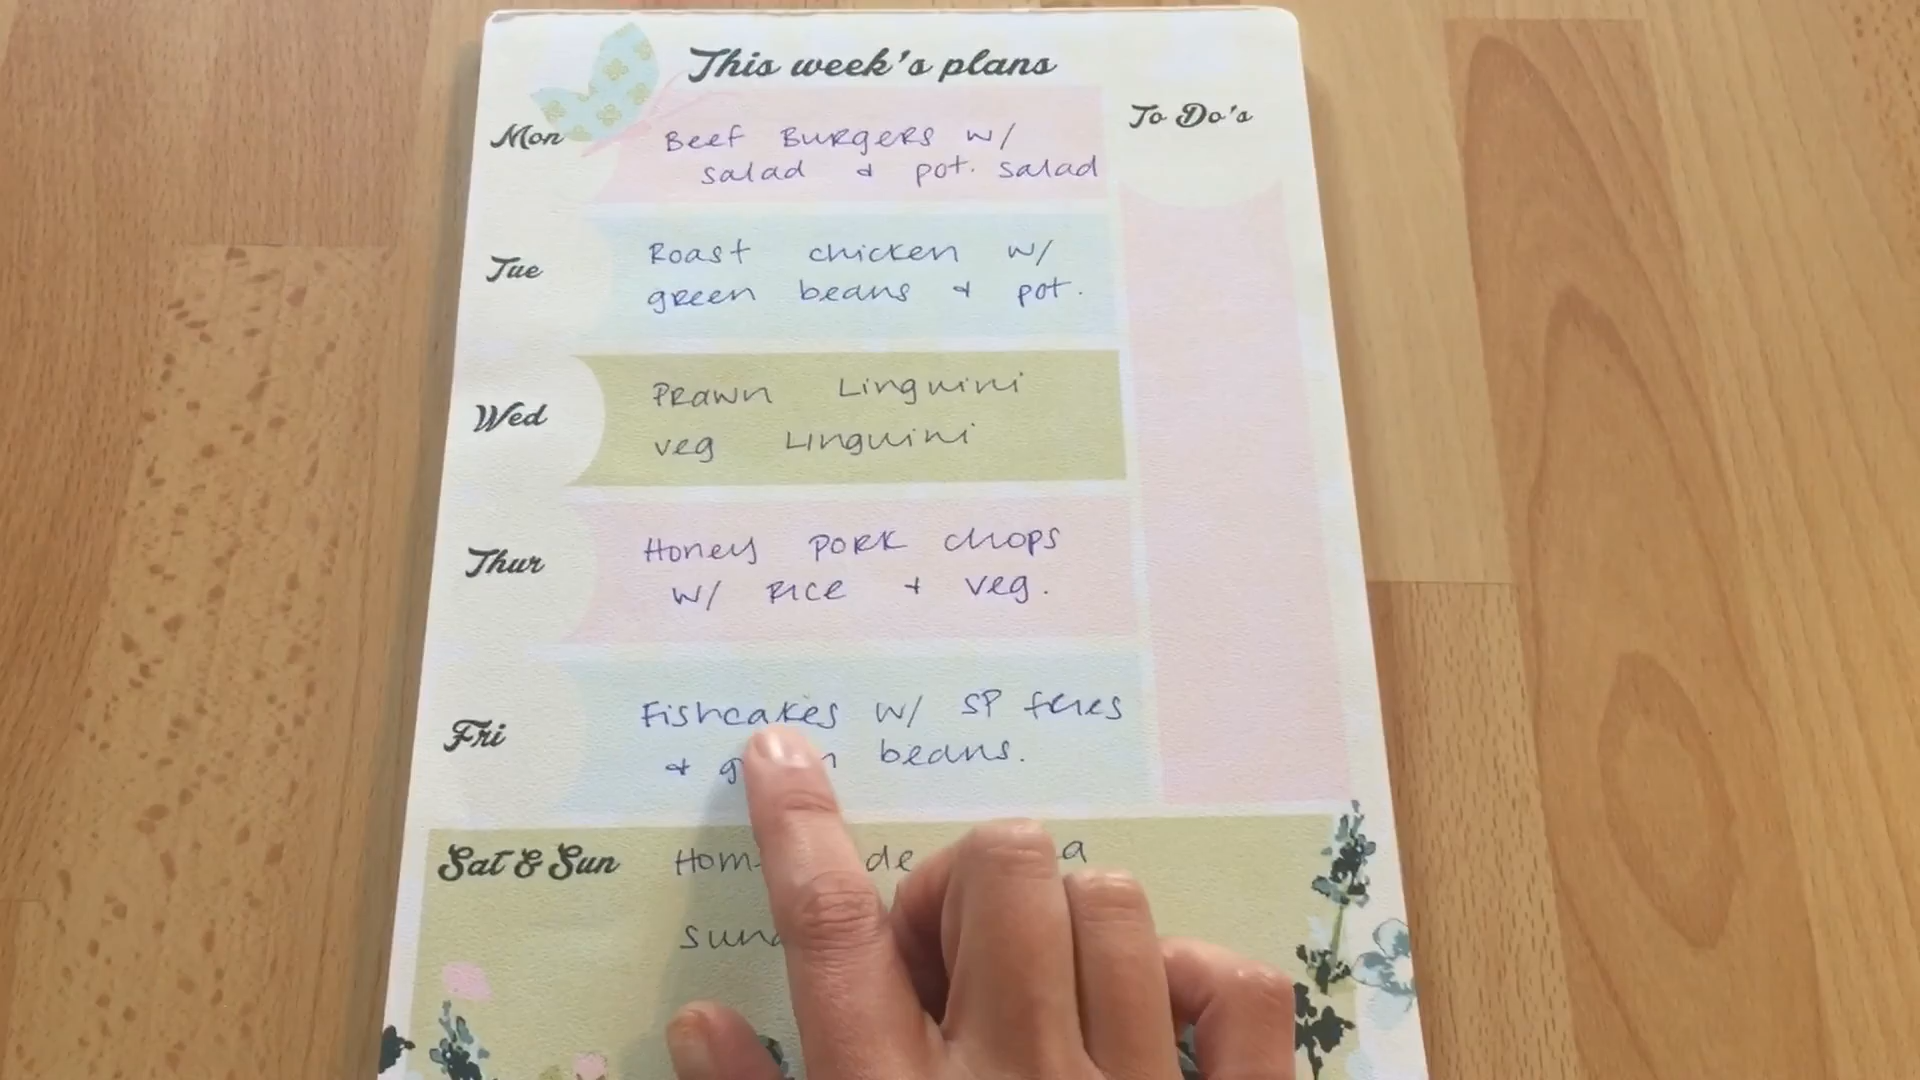 This week's plans
To Do's
Mon
Beef Burgers w/
salad & pot. salad
Tue
Roast chicken w/
green beans & pot.
Wed
Prawn Linguini
veg Linguini
Thur
Honey pork chops
w/ Rice + veg.
Fri
Fishcakes w/ SP fries
& beans.
Sat & Sun